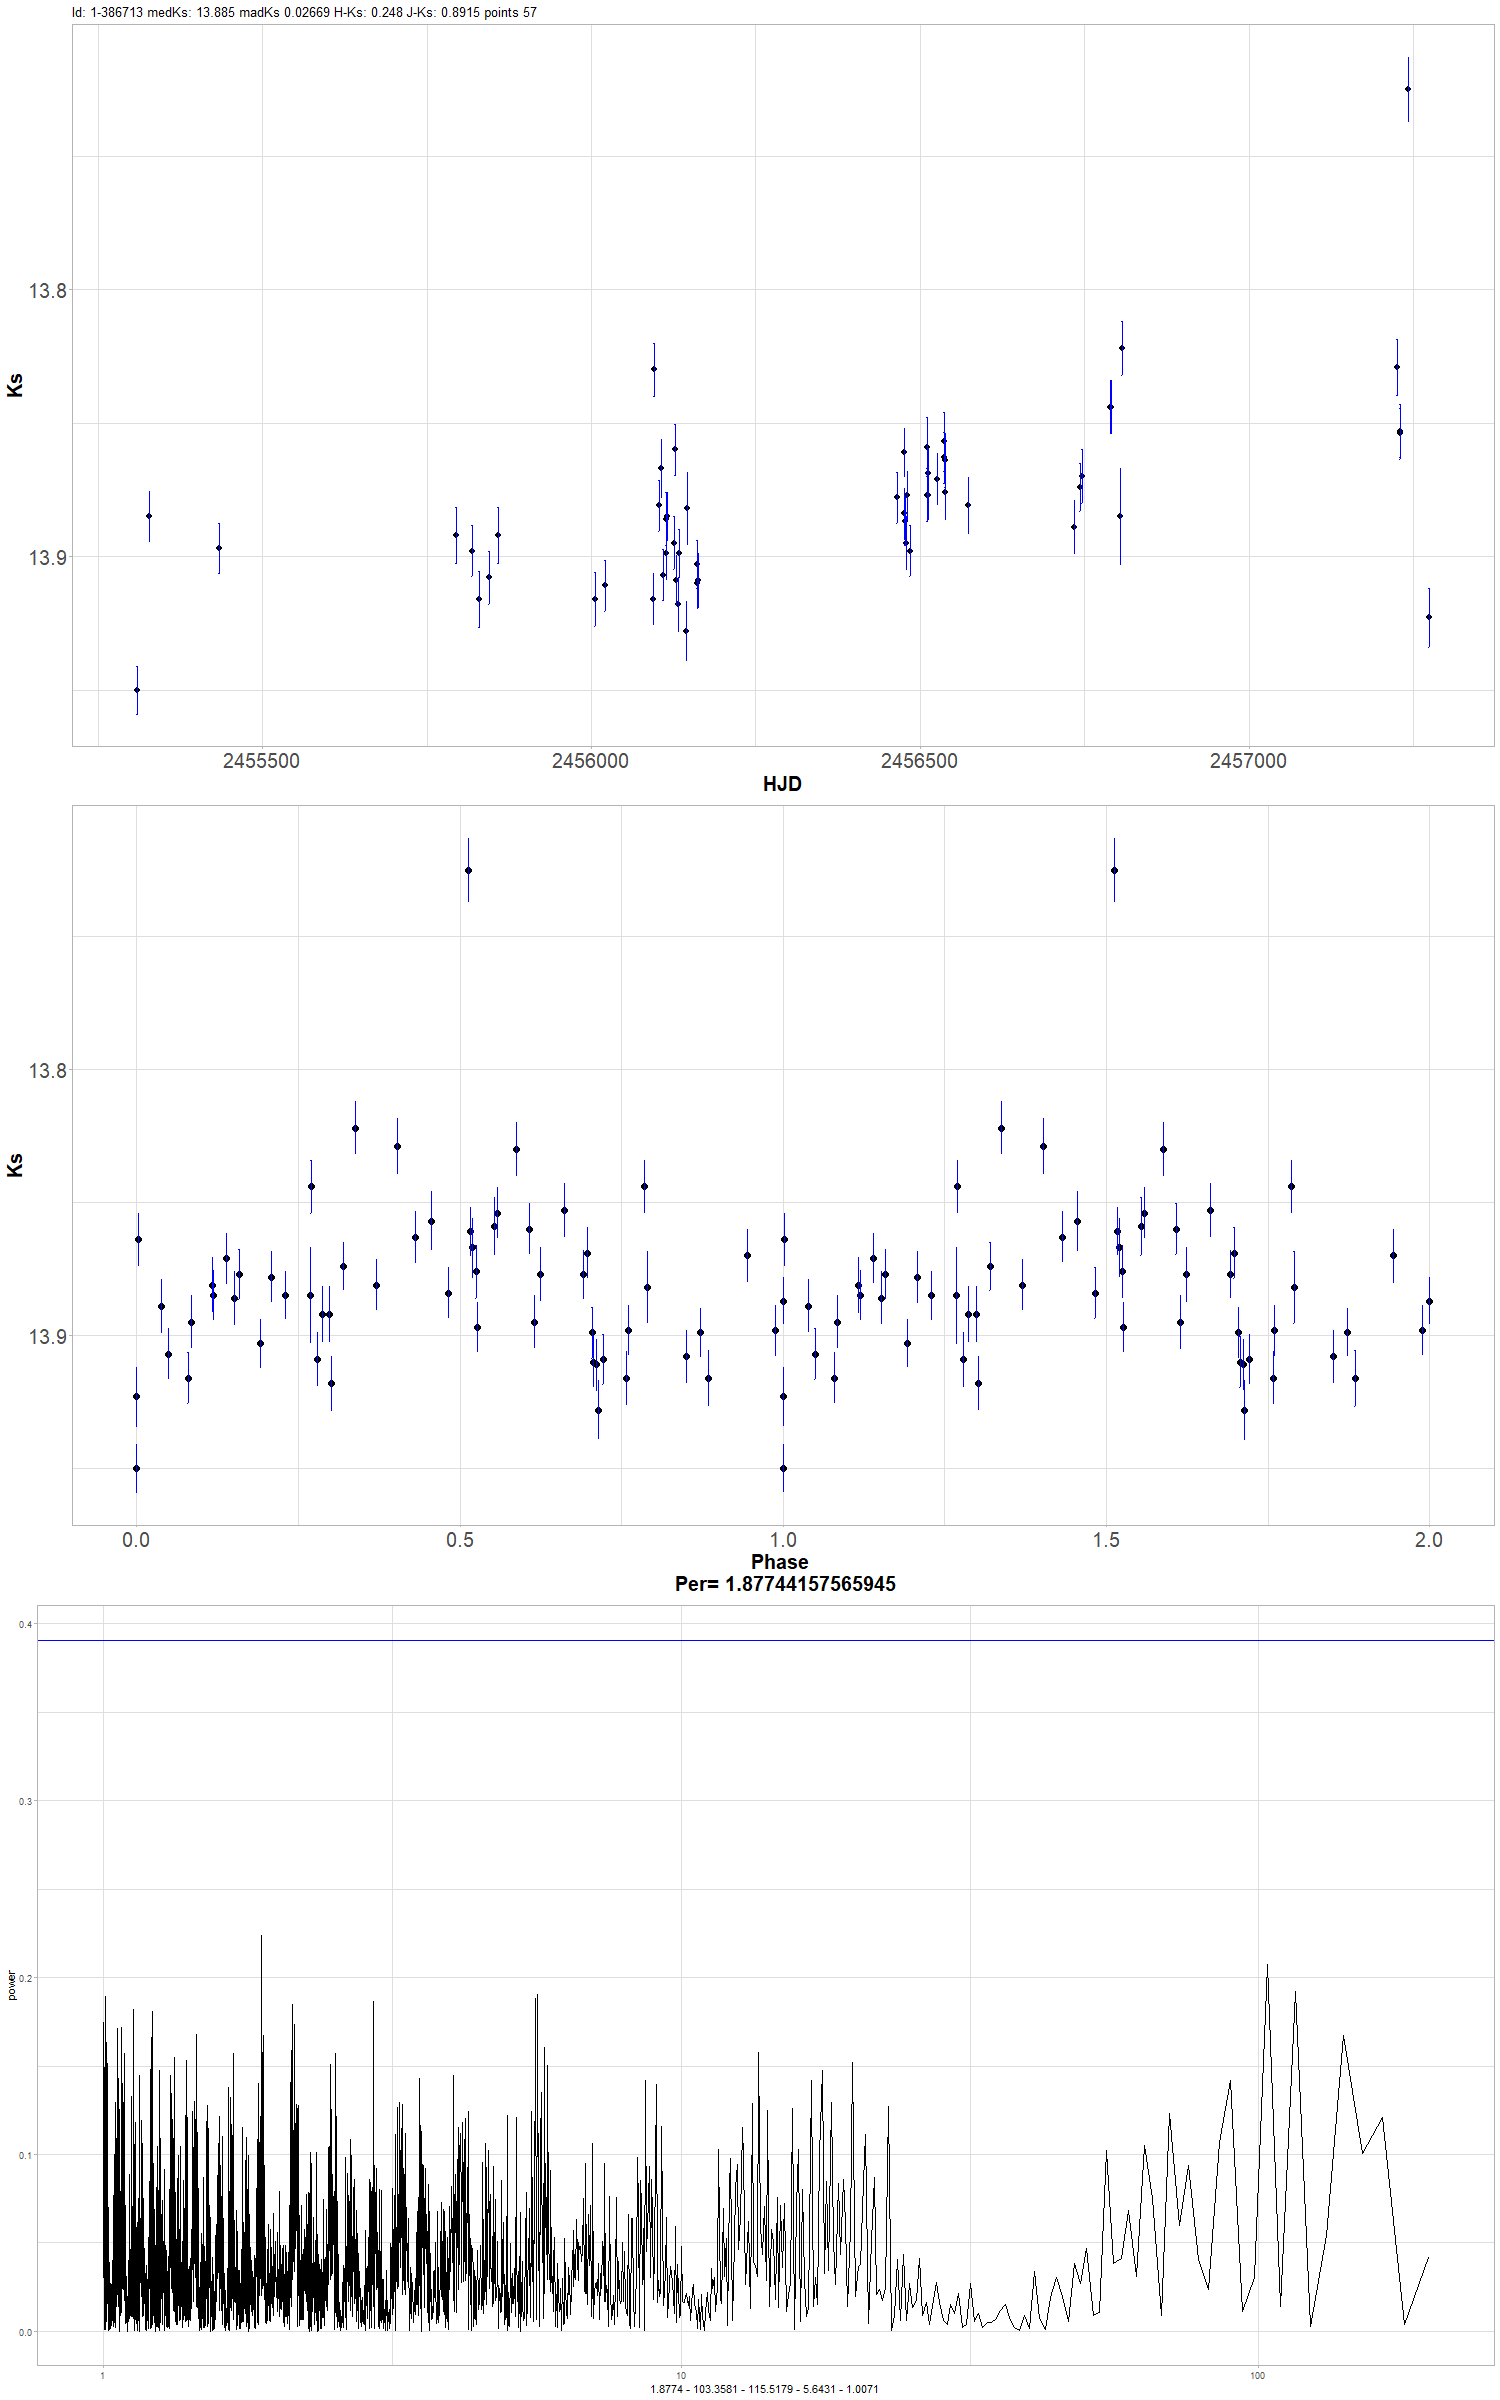 Id: 1-386713 medKs: 13.885 madKs 0.02669 H-Ks: 0.248 J-Ks: 0.8915 points 57
13.8
Ks
13.9
2455500 2456000 2456500 2457000
HJD
13.8
Ks
13.9
0.0 0.5 1.0 1.5 2.0
Phase
Per= 1.87744157565945
0.4
0.3
power
0.2
0.1
0.0
1 10 100
1.8774 - 103.3581 - 115.5179 - 5.6431 - 1.0071